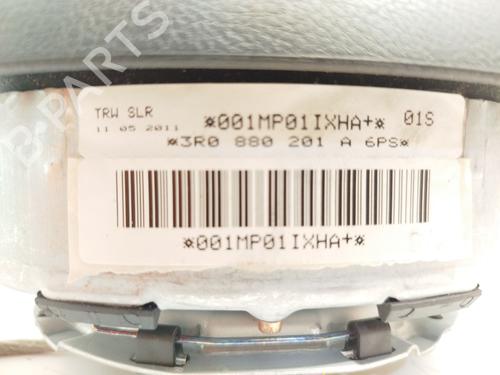 B-PARTS
TRW SLR
11 05 2011
¤001MP01IXHA+¤ 01S
¤3R0 880 201 A 6PS¤
¤001MP01IXHA+¤